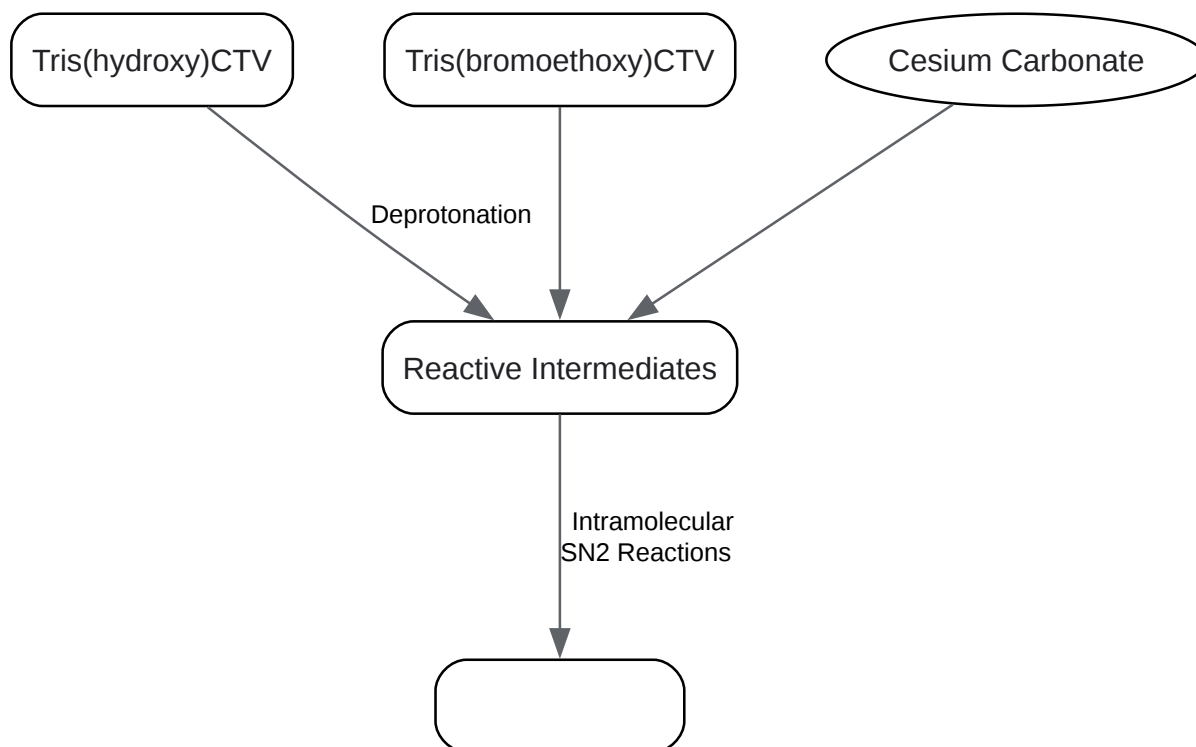 Tris(hydroxy)CTV
Tris(bromoethoxy)CTV
Cesium Carbonate
Deprotonation
Reactive Intermediates
Intramolecular
SN2 Reactions